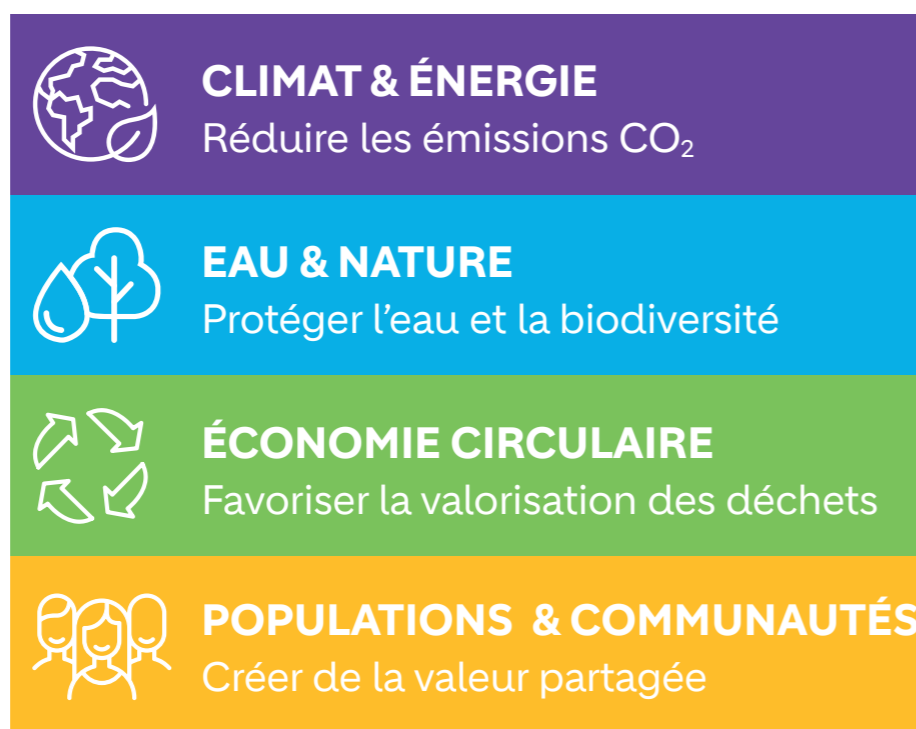 CLIMAT & ÉNERGIE
Réduire les émissions CO₂
EAU & NATURE
Protéger l’eau et la biodiversité
ÉCONOMIE CIRCULAIRE
Favoriser la valorisation des déchets
POPULATIONS & COMMUNAUTÉS
Créer de la valeur partagée